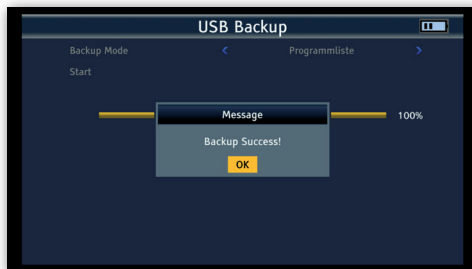 USB Backup
Backup Mode < Programmliste >
Start
100%
Message
Backup Success!
OK